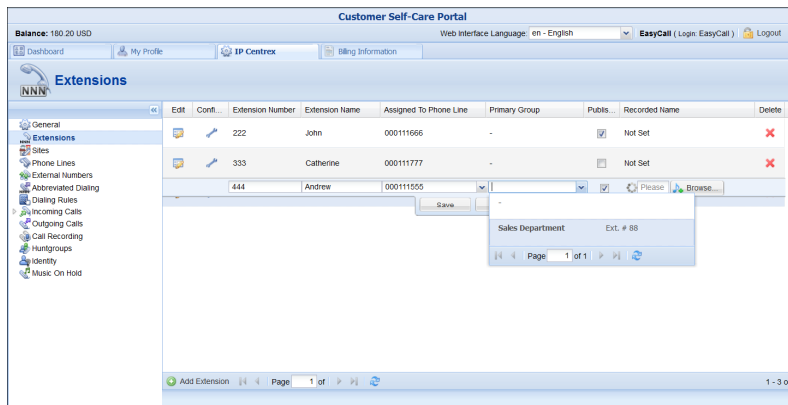 Customer Self-Care Portal
Balance: 180.20 USD Web Interface Language: en - English EasyCall ( Login: EasyCall ) Logout
Dashboard My Profile IP Centrex Billing Information
NNN Extensions
General
Extensions
Sites
Phone Lines
External Numbers
Abbreviated Dialing
Dialing Rules
Incoming Calls
Outgoing Calls
Call Recording
Huntgroups
Identity
Music On Hold
Edit Confi... Extension Number Extension Name Assigned To Phone Line Primary Group Publis... Recorded Name Delete
222 John 000111666 - Not Set
333 Catherine 000111777 - Not Set
444 Andrew 000111555 Please Browse...
Save
-
Sales Department Ext. # 88
Page 1 of 1
Add Extension Page 1 of 1 - 3 o